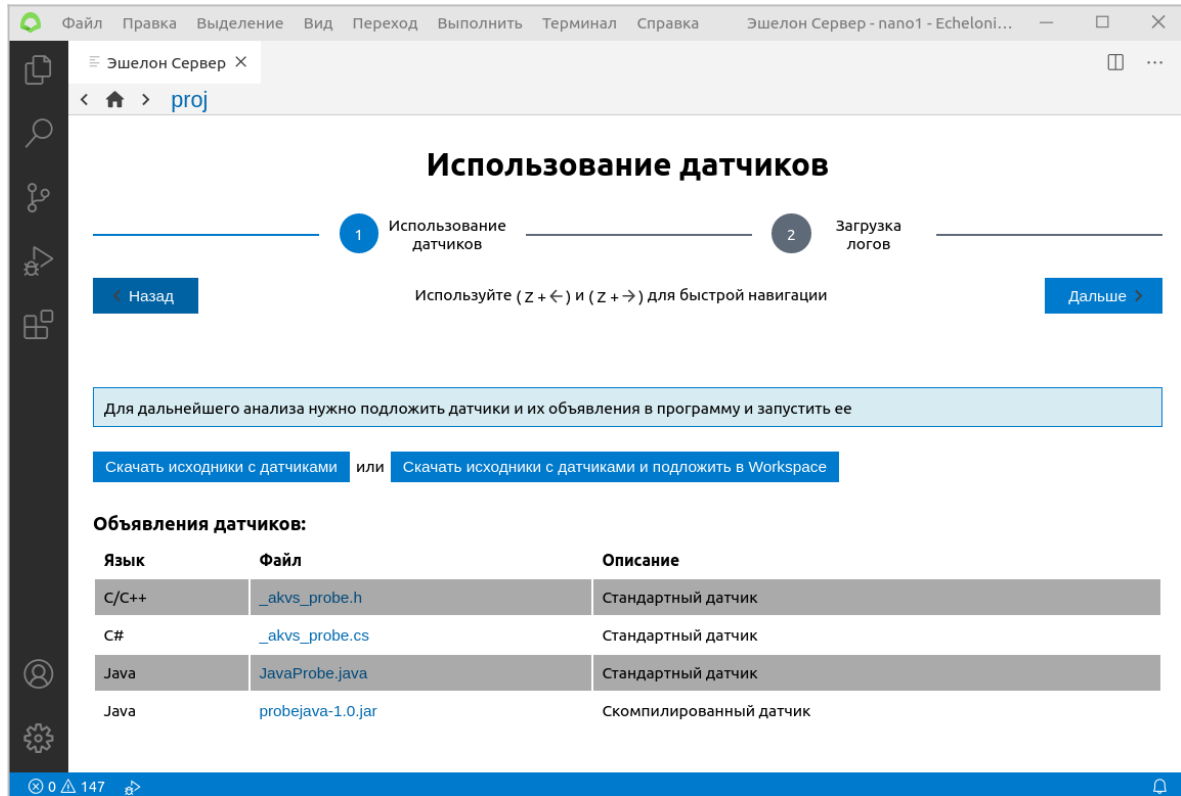 Файл Правка Выделение Вид Переход Выполнить Терминал Справка Эшелон Сервер - nano1 - Echeloni...
Эшелон Сервер
proj
Использование датчиков
1 Использование датчиков
2 Загрузка логов
Назад
Используйте ( Z + ← ) и ( Z + → ) для быстрой навигации
Дальше
Для дальнейшего анализа нужно подложить датчики и их объявления в программу и запустить ее
Скачать исходники с датчиками или Скачать исходники с датчиками и подложить в Workspace
Объявления датчиков:
Язык Файл Описание
C/C++ _akvs_probe.h Стандартный датчик
C# _akvs_probe.cs Стандартный датчик
Java JavaProbe.java Стандартный датчик
Java probejava-1.0.jar Скомпилированный датчик
0 147